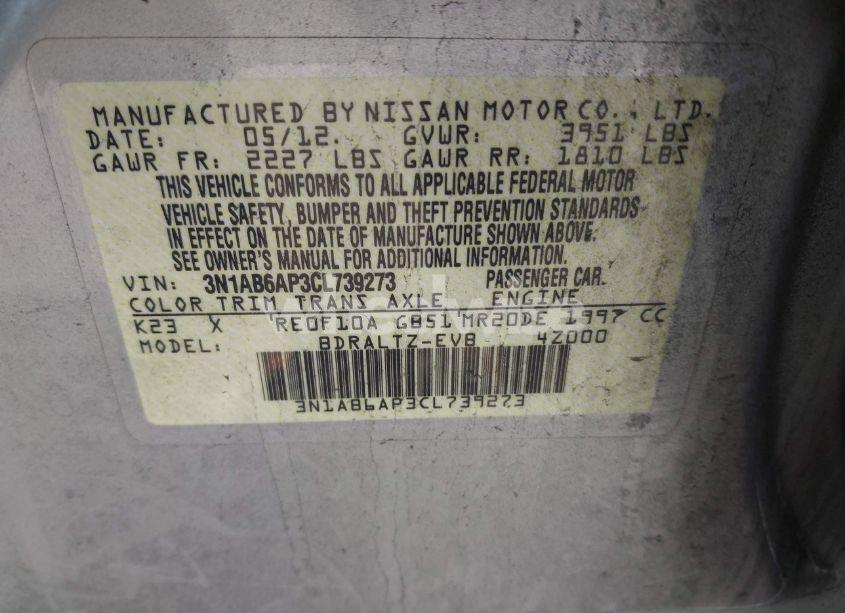 MANUFACTURED BY NISSAN MOTOR CO., LTD.
DATE: 05/12. GVWR: 3951 LBS
GAWR FR: 2227 LBS GAWR RR: 1810 LBS
THIS VEHICLE CONFORMS TO ALL APPLICABLE FEDERAL MOTOR
VEHICLE SAFETY, BUMPER AND THEFT PREVENTION STANDARDS
IN EFFECT ON THE DATE OF MANUFACTURE SHOWN ABOVE.
SEE OWNER'S MANUAL FOR ADDITIONAL INFORMATION.
VIN: 3N1AB6AP3CL739273 PASSENGER CAR.
COLOR TRIM TRANS AXLE ENGINE
K23 X RE0F10A GB51 MR20DE 1997 CC
MODEL: BDRALTZ-EVB 4Z000
3N1AB6AP3CL739273